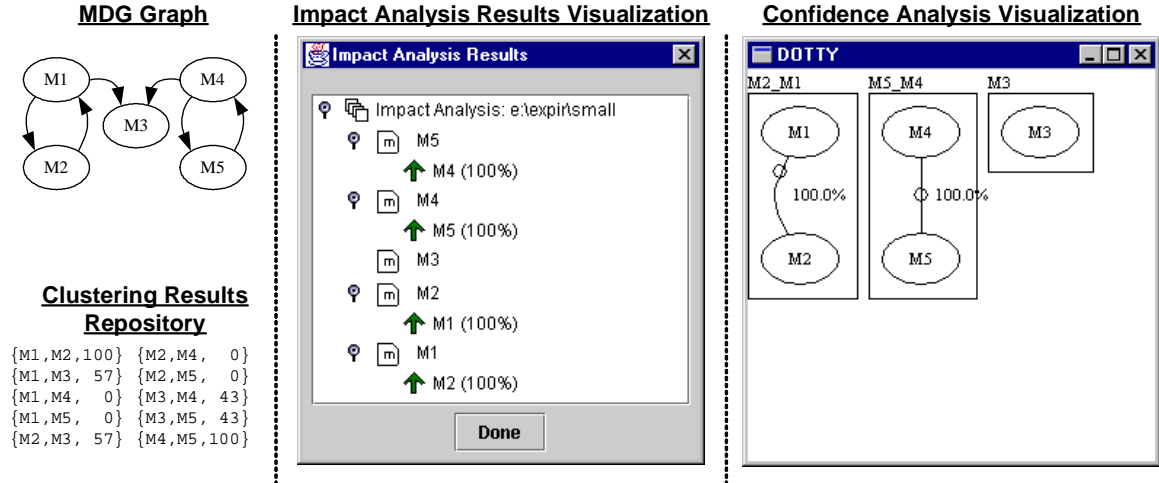 MDG Graph
M1
M4
M3
M2
M5
Clustering Results
Repository
{M1,M2,100} {M2,M4,  0}
{M1,M3, 57} {M2,M5,  0}
{M1,M4,  0} {M3,M4, 43}
{M1,M5,  0} {M3,M5, 43}
{M2,M3, 57} {M4,M5,100}
Impact Analysis Results Visualization
Impact Analysis Results
Impact Analysis: e:\expir\small
m M5
M4 (100%)
m M4
M5 (100%)
m M3
m M2
M1 (100%)
m M1
M2 (100%)
Done
Confidence Analysis Visualization
DOTTY
M2_M1
M5_M4
M3
M1
M4
M3
100.0%
100.0%
M2
M5